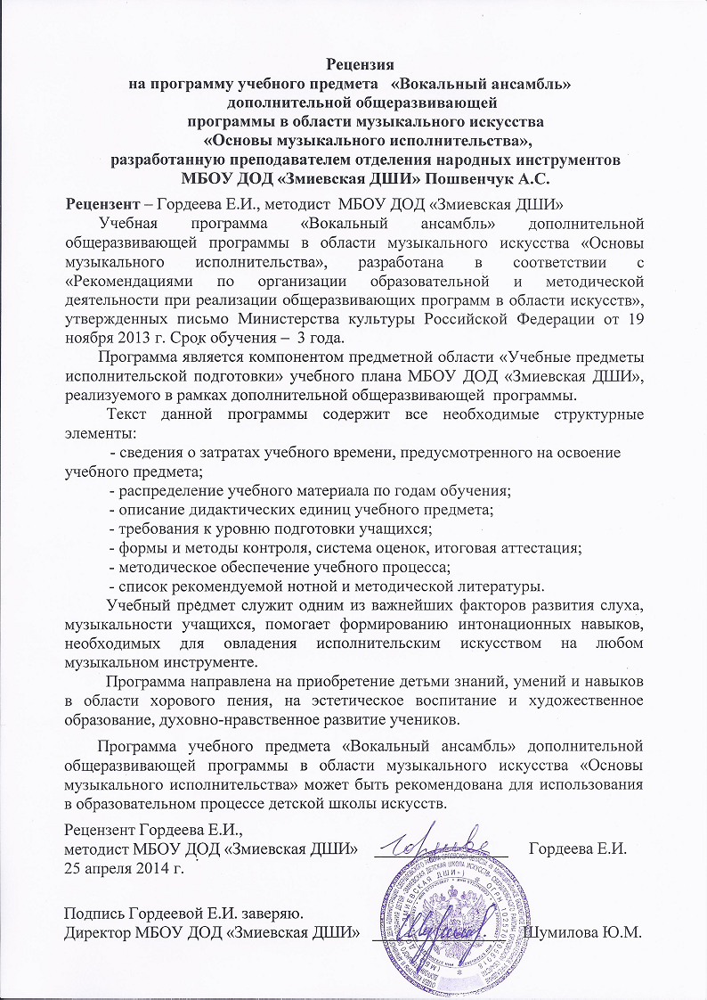 Рецензия
на программу учебного предмета «Вокальный ансамбль»
дополнительной общеразвивающей
программы в области музыкального искусства
«Основы музыкального исполнительства»,
разработанную преподавателем отделения народных инструментов
МБОУ ДОД «Змиевская ДШИ» Пошвенчук А.С.
Рецензент – Гордеева Е.И., методист МБОУ ДОД «Змиевская ДШИ»
Учебная программа «Вокальный ансамбль» дополнительной
общеразвивающей программы в области музыкального искусства «Основы
музыкального исполнительства», разработана в соответствии с
«Рекомендациями по организации образовательной и методической
деятельности при реализации общеразвивающих программ в области искусств»,
утвержденных письмо Министерства культуры Российской Федерации от 19
ноября 2013 г. Срок обучения – 3 года.
Программа является компонентом предметной области «Учебные предметы
исполнительской подготовки» учебного плана МБОУ ДОД «Змиевская ДШИ»,
реализуемого в рамках дополнительной общеразвивающей программы.
Текст данной программы содержит все необходимые структурные
элементы:
- сведения о затратах учебного времени, предусмотренного на освоение
учебного предмета;
- распределение учебного материала по годам обучения;
- описание дидактических единиц учебного предмета;
- требования к уровню подготовки учащихся;
- формы и методы контроля, система оценок, итоговая аттестация;
- методическое обеспечение учебного процесса;
- список рекомендуемой нотной и методической литературы.
Учебный предмет служит одним из важнейших факторов развития слуха,
музыкальности учащихся, помогает формированию интонационных навыков,
необходимых для овладения исполнительским искусством на любом
музыкальном инструменте.
Программа направлена на приобретение детьми знаний, умений и навыков
в области хорового пения, на эстетическое воспитание и художественное
образование, духовно-нравственное развитие учеников.
Программа учебного предмета «Вокальный ансамбль» дополнительной
общеразвивающей программы в области музыкального искусства «Основы
музыкального исполнительства» может быть рекомендована для использования
в образовательном процессе детской школы искусств.
Рецензент Гордеева Е.И.,
методист МБОУ ДОД «Змиевская ДШИ» Гордеева Е.И.
25 апреля 2014 г.
Подпись Гордеевой Е.И. заверяю.
Директор МБОУ ДОД «Змиевская ДШИ» Шумилова Ю.М.